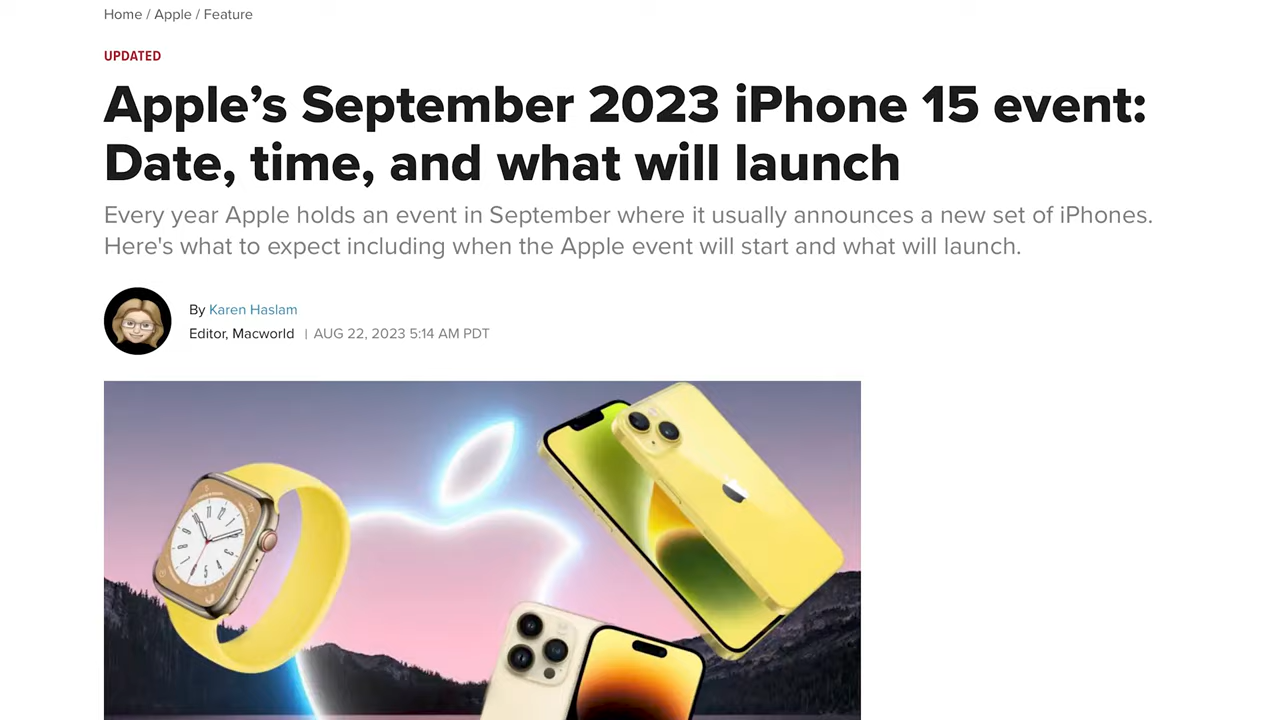 Home / Apple / Feature
UPDATED
Apple’s September 2023 iPhone 15 event:
Date, time, and what will launch
Every year Apple holds an event in September where it usually announces a new set of iPhones.
Here's what to expect including when the Apple event will start and what will launch.
By Karen Haslam
Editor, Macworld | AUG 22, 2023 5:14 AM PDT